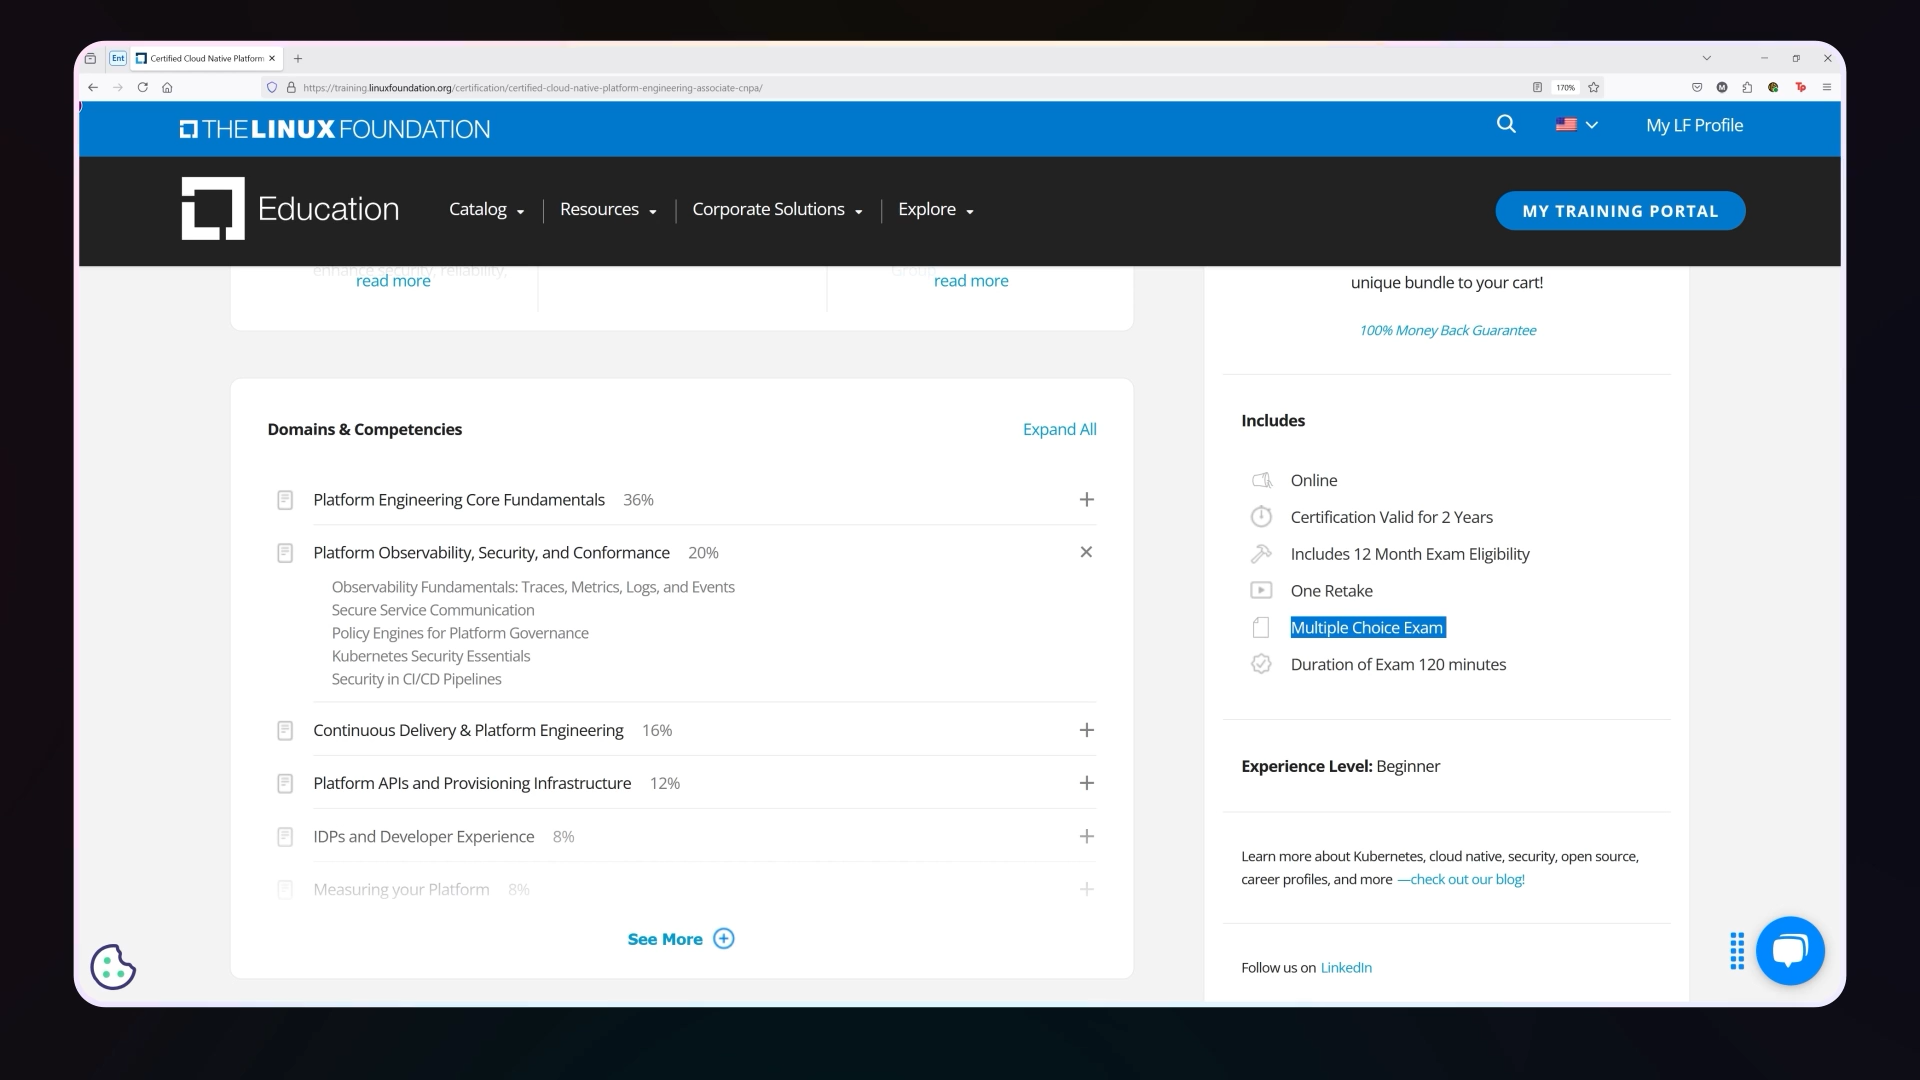 Ent
Certified Cloud Native Platform
https://training.linuxfoundation.org/certification/certified-cloud-native-platform-engineering-associate-cnpa/
170%
M
Tp
THE LINUX FOUNDATION
My LF Profile
Education
Catalog
Resources
Corporate Solutions
Explore
MY TRAINING PORTAL
enhance security, reliability,
read more
Group
read more
unique bundle to your cart!
100% Money Back Guarantee
Domains & Competencies
Expand All
Platform Engineering Core Fundamentals 36%
Platform Observability, Security, and Conformance 20%
Observability Fundamentals: Traces, Metrics, Logs, and Events
Secure Service Communication
Policy Engines for Platform Governance
Kubernetes Security Essentials
Security in CI/CD Pipelines
Continuous Delivery & Platform Engineering 16%
Platform APIs and Provisioning Infrastructure 12%
IDPs and Developer Experience 8%
Measuring your Platform 8%
See More
Includes
Online
Certification Valid for 2 Years
Includes 12 Month Exam Eligibility
One Retake
Multiple Choice Exam
Duration of Exam 120 minutes
Experience Level: Beginner
Learn more about Kubernetes, cloud native, security, open source,
career profiles, and more —check out our blog!
Follow us on LinkedIn